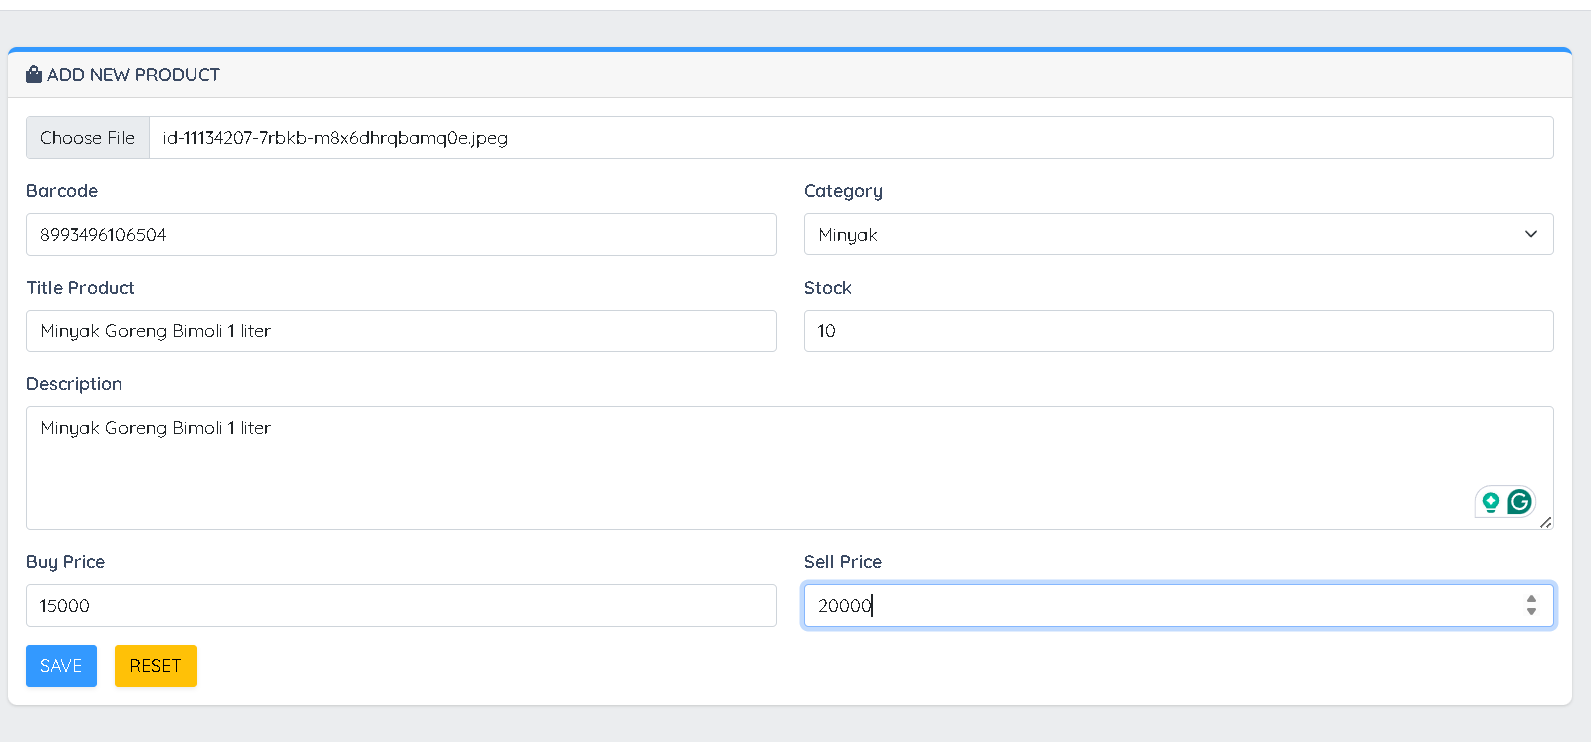 ADD NEW PRODUCT
Choose File id-11134207-7rbkb-m8x6dhrqbamq0e.jpeg
Barcode
8993496106504
Category
Minyak
Title Product
Minyak Goreng Bimoli 1 liter
Stock
10
Description
Minyak Goreng Bimoli 1 liter
Buy Price
15000
Sell Price
20000
SAVE RESET